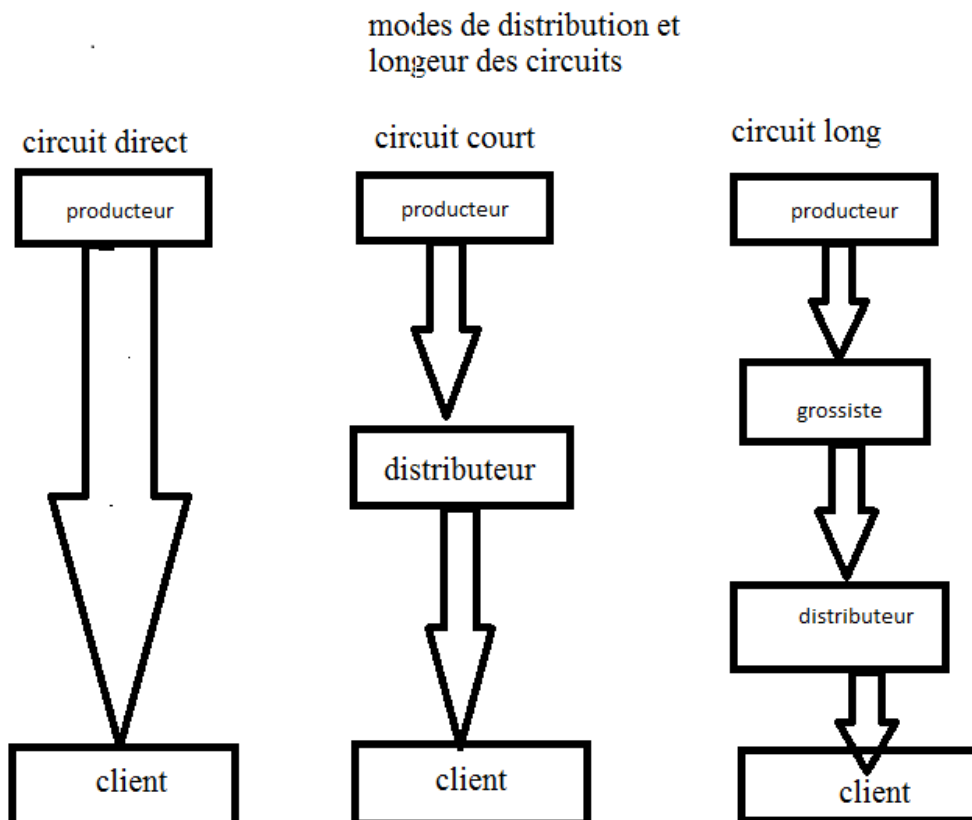 modes de distribution et
longeur des circuits
circuit direct
producteur
client
circuit court
producteur
distributeur
client
circuit long
producteur
grossiste
distributeur
client